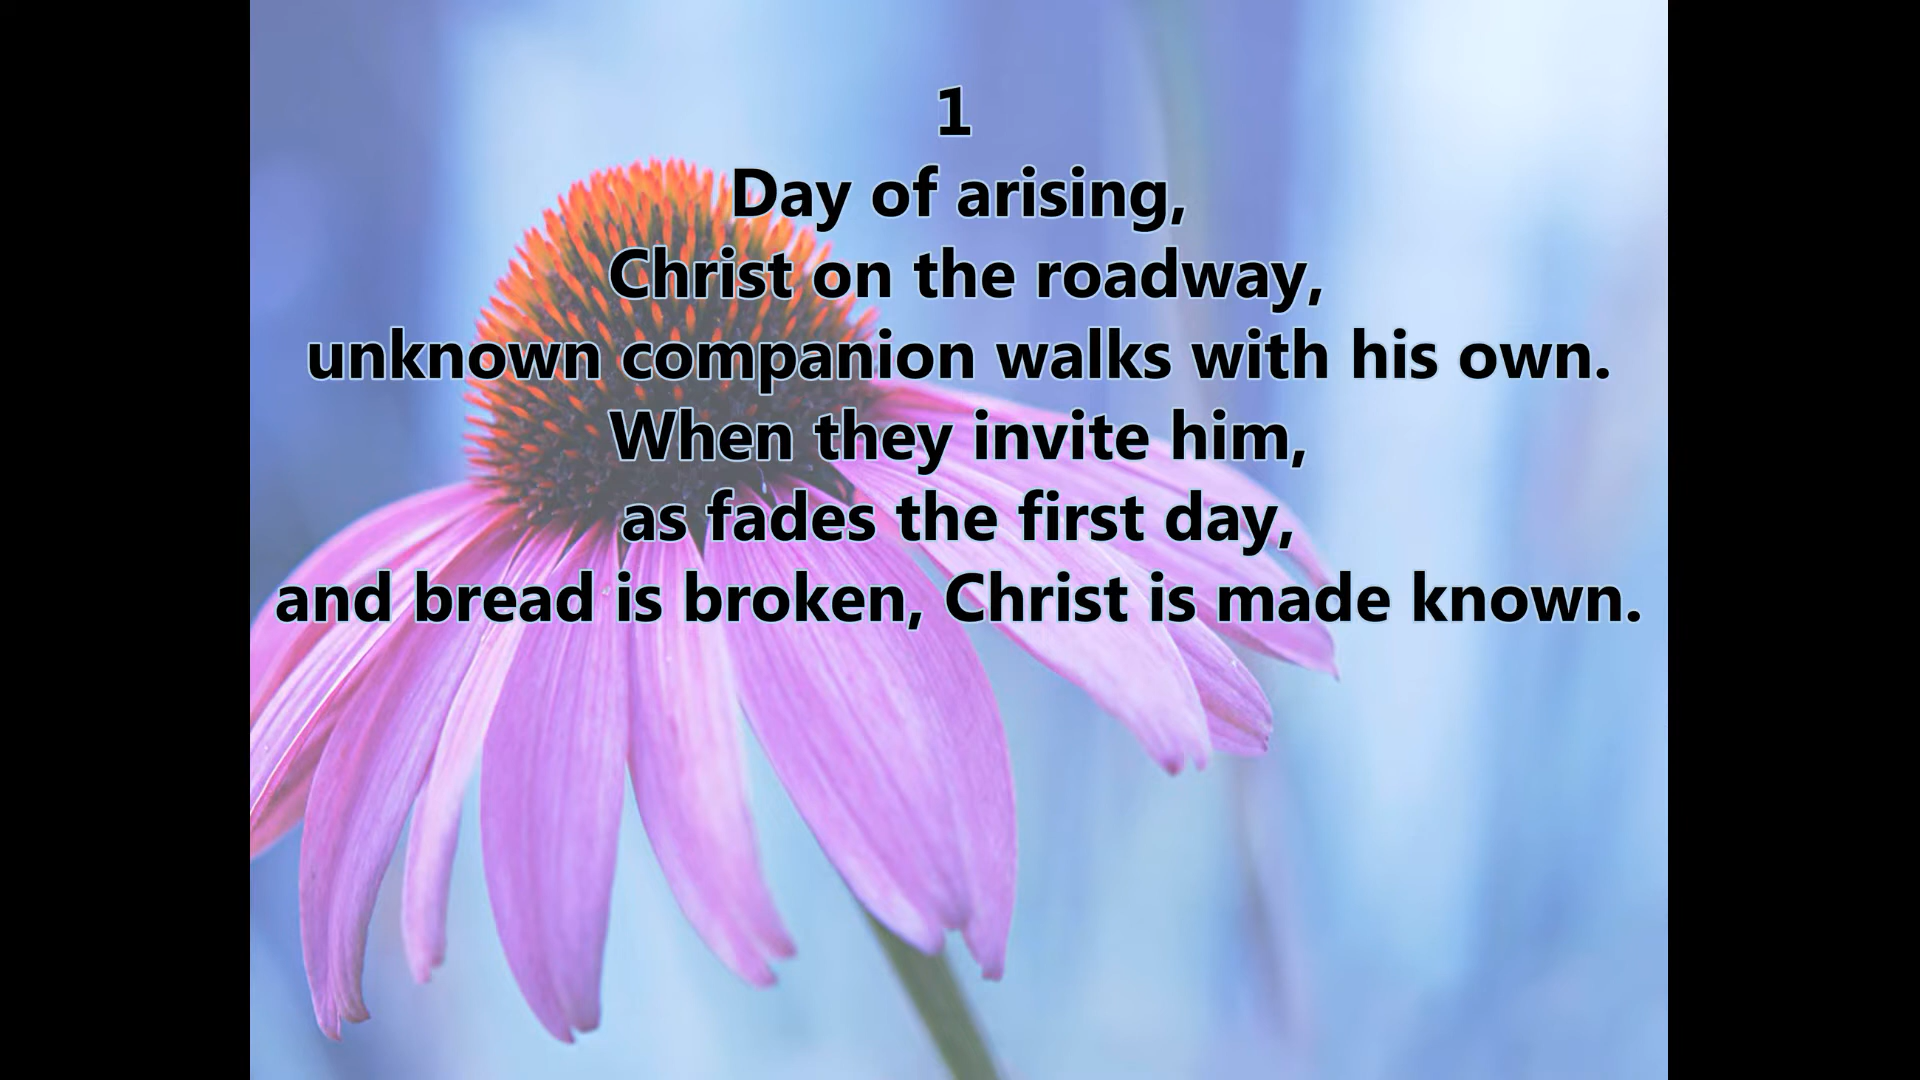 1
Day of arising,
Christ on the roadway,
unknown companion walks with his own.
When they invite him,
as fades the first day,
and bread is broken, Christ is made known.